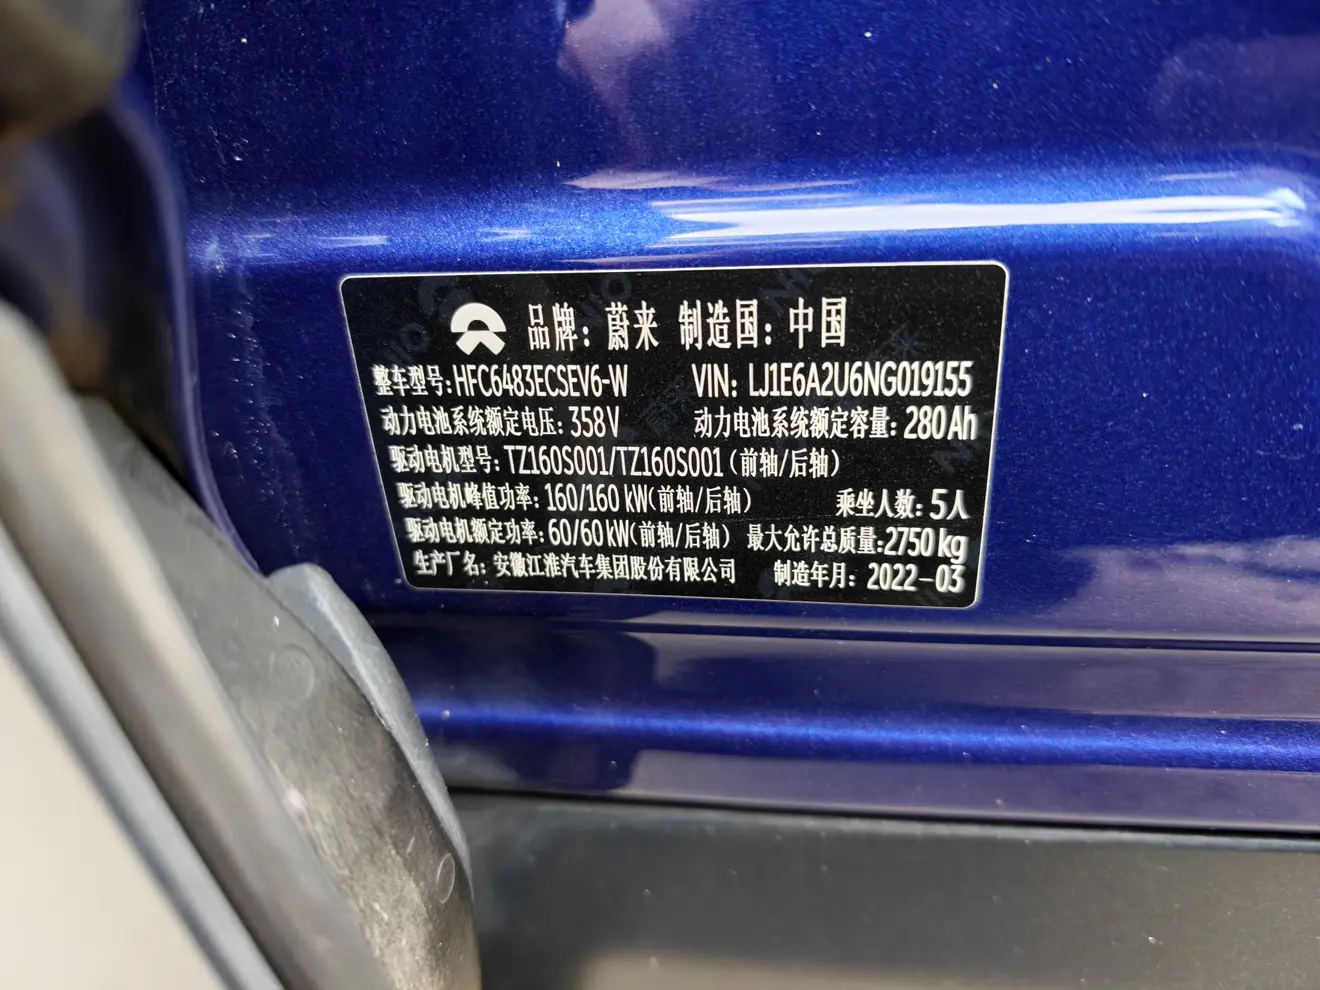 品牌：蔚来 制造国：中国
整车型号：HFC6483ECSEV6-W VIN：LJ1E6A2U6NG019155
动力电池系统额定电压：358V 动力电池系统额定容量：280Ah
驱动电机型号：TZ160S001/TZ160S001（前轴/后轴）
驱动电机峰值功率：160/160 kW（前轴/后轴） 乘坐人数：5人
驱动电机额定功率：60/60kW（前轴/后轴） 最大允许总质量：2750kg
生产厂名：安徽江淮汽车集团股份有限公司 制造年月：2022-03